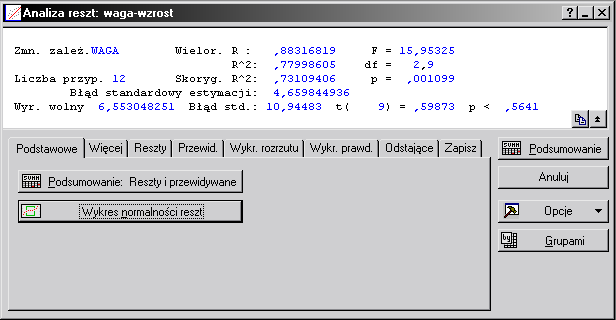 Analiza reszt: waga-wzrost
? _ X
Zmn. zależ.WAGA Wielor. R : ,88316819 F = 15,95325
R^2: ,77998605 df = 2,9
Liczba przyp. 12 Skoryg. R^2: ,73109406 p = ,001099
Błąd standardowy estymacji: 4,659844936
Wyr. wolny 6,553048251 Błąd std.: 10,94483 t( 9) = ,59873 p < ,5641
Podstawowe Więcej Reszty Przewid. Wykr. rozrzutu Wykr. prawd. Odstające Zapisz
SUMM Podsumowanie: Reszty i przewidywane
Wykres normalności reszt
SUMM Podsumowanie
Anuluj
Opcje
by Grupami